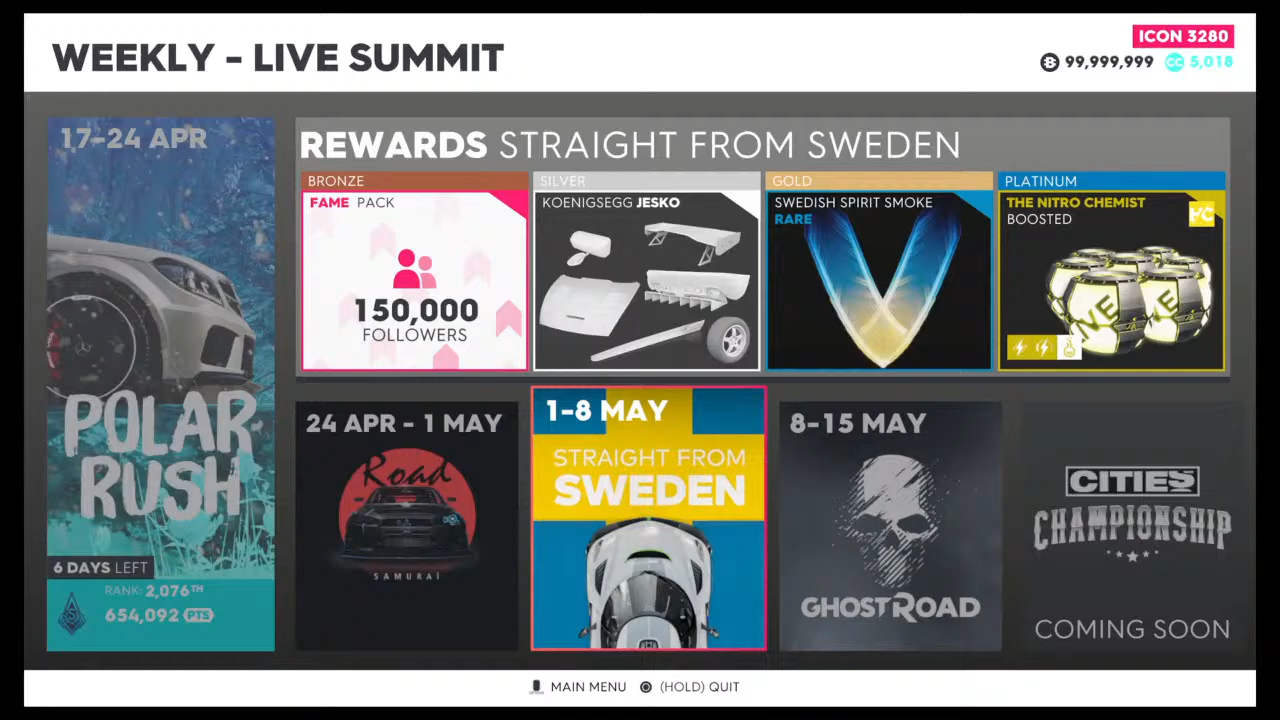 WEEKLY - LIVE SUMMIT
ICON 3280
99,999,999 CC 5,018
17-24 APR
POLAR
RUSH
6 DAYS LEFT
RANK: 2,076TH
654,092 PTS
REWARDS STRAIGHT FROM SWEDEN
BRONZE
FAME PACK
150,000
FOLLOWERS
SILVER
KOENIGSEGG JESKO
GOLD
SWEDISH SPIRIT SMOKE
RARE
PLATINUM
THE NITRO CHEMIST
BOOSTED
24 APR - 1 MAY
Road
SAMURAI
1-8 MAY
STRAIGHT FROM
SWEDEN
8-15 MAY
GHOST ROAD
CITIES
CHAMPIONSHIP
COMING SOON
MAIN MENU (HOLD) QUIT